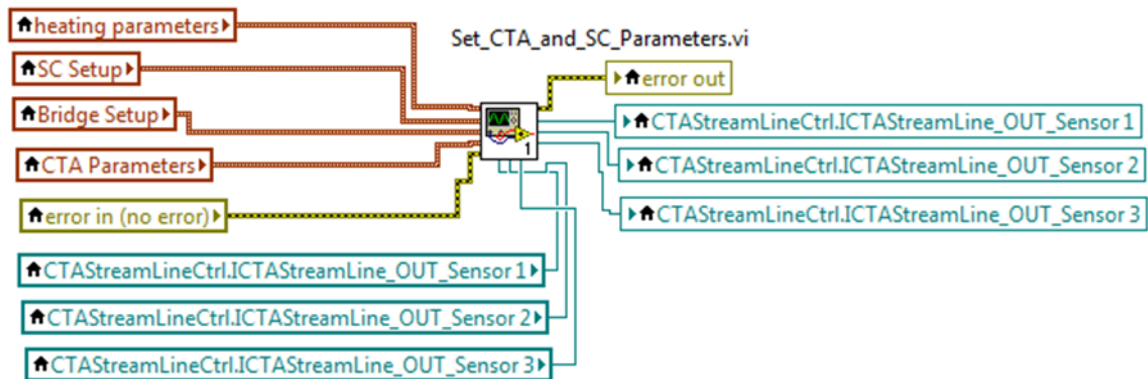 heating parameters
Set_CTA_and_SC_Parameters.vi
SC Setup
error out
Bridge Setup
CTAStreamLineCtrl.ICTAStreamLine_OUT_Sensor 1
1
CTA Parameters
CTAStreamLineCtrl.ICTAStreamLine_OUT_Sensor 2
error in (no error)
CTAStreamLineCtrl.ICTAStreamLine_OUT_Sensor 3
CTAStreamLineCtrl.ICTAStreamLine_OUT_Sensor 1
CTAStreamLineCtrl.ICTAStreamLine_OUT_Sensor 2
CTAStreamLineCtrl.ICTAStreamLine_OUT_Sensor 3